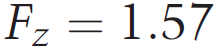 F_Z = 1.57